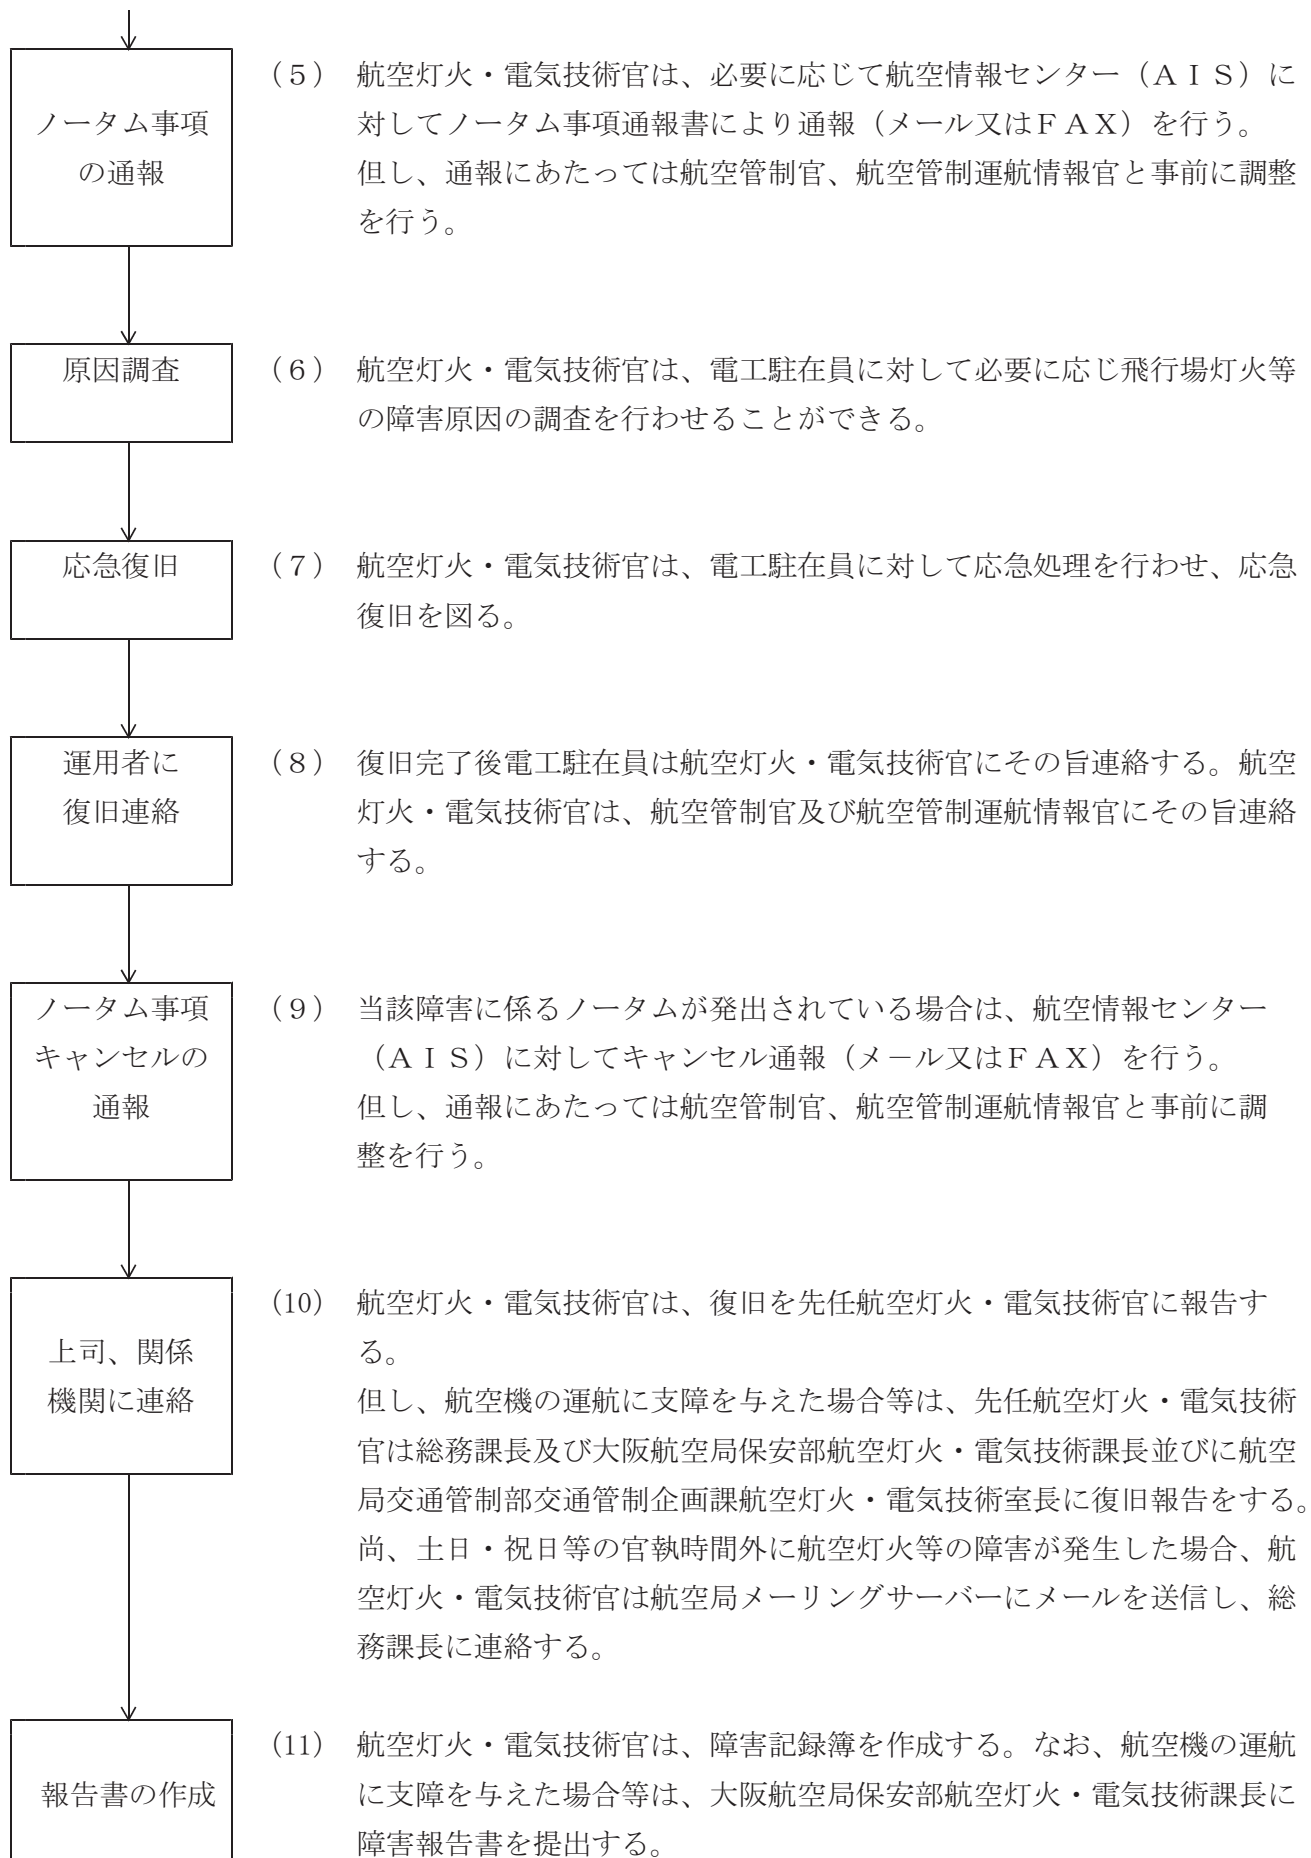 ノータム事項
の通報
（５） 航空灯火・電気技術官は、必要に応じて航空情報センター（ＡＩＳ）に
対してノータム事項通報書により通報（メール又はＦＡＸ）を行う。
但し、通報にあたっては航空管制官、航空管制運航情報官と事前に調整
を行う。
原因調査
（６） 航空灯火・電気技術官は、電工駐在員に対して必要に応じ飛行場灯火等
の障害原因の調査を行わせることができる。
応急復旧
（７） 航空灯火・電気技術官は、電工駐在員に対して応急処理を行わせ、応急
復旧を図る。
運用者に
復旧連絡
（８） 復旧完了後電工駐在員は航空灯火・電気技術官にその旨連絡する。航空
灯火・電気技術官は、航空管制官及び航空管制運航情報官にその旨連絡
する。
ノータム事項
キャンセルの
通報
（９） 当該障害に係るノータムが発出されている場合は、航空情報センター
（ＡＩＳ）に対してキャンセル通報（メ－ル又はＦＡＸ）を行う。
但し、通報にあたっては航空管制官、航空管制運航情報官と事前に調
整を行う。
上司、関係
機関に連絡
(10) 航空灯火・電気技術官は、復旧を先任航空灯火・電気技術官に報告す
る。
但し、航空機の運航に支障を与えた場合等は、先任航空灯火・電気技術
官は総務課長及び大阪航空局保安部航空灯火・電気技術課長並びに航空
局交通管制部交通管制企画課航空灯火・電気技術室長に復旧報告をする。
尚、土日・祝日等の官執時間外に航空灯火等の障害が発生した場合、航
空灯火・電気技術官は航空局メーリングサーバーにメールを送信し、総
務課長に連絡する。
報告書の作成
(11) 航空灯火・電気技術官は、障害記録簿を作成する。なお、航空機の運航
に支障を与えた場合等は、大阪航空局保安部航空灯火・電気技術課長に
障害報告書を提出する。